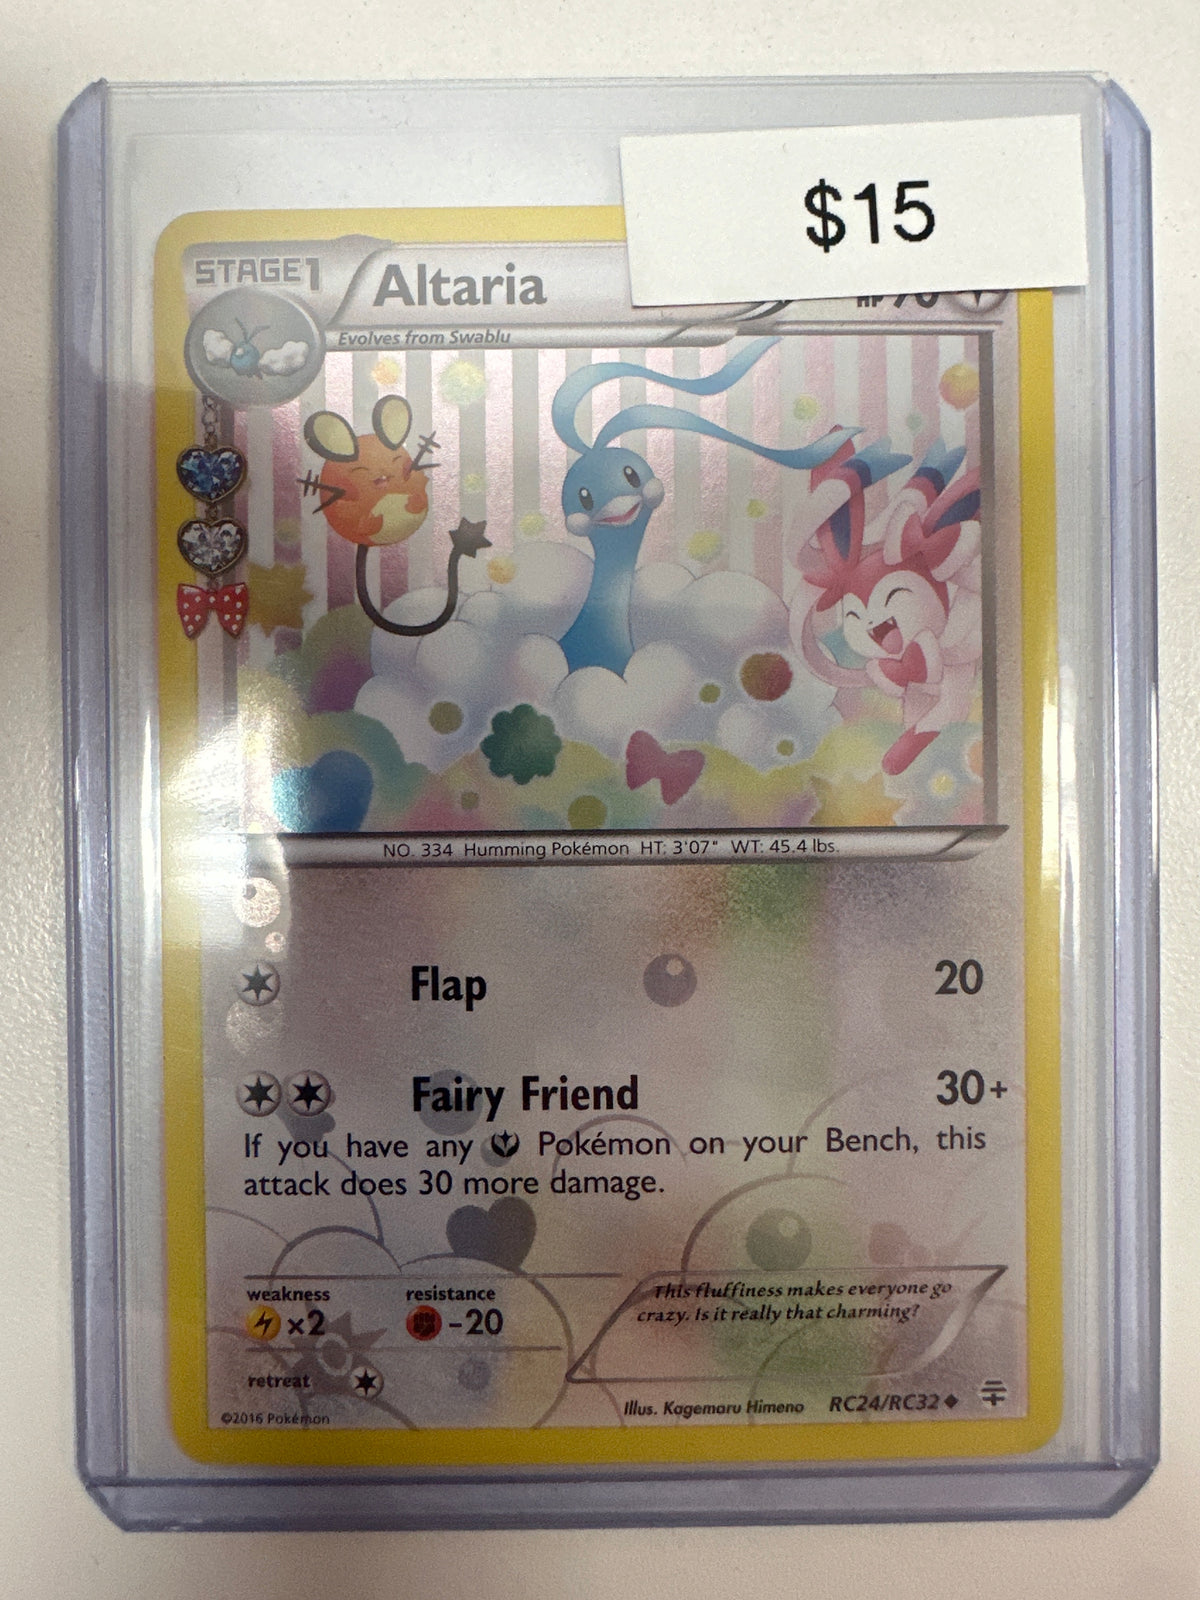 $15
STAGE1
Altaria
HP
Evolves from Swablu
NO. 334 Humming Pokémon HT: 3'07" WT: 45.4 lbs.
Flap 20
Fairy Friend 30+
If you have any Pokémon on your Bench, this
attack does 30 more damage.
weakness
×2
resistance
-20
This fluffiness makes everyone go
crazy. Is it really that charming?
retreat
©2016 Pokémon
Illus. Kagemaru Himeno RC24/RC32